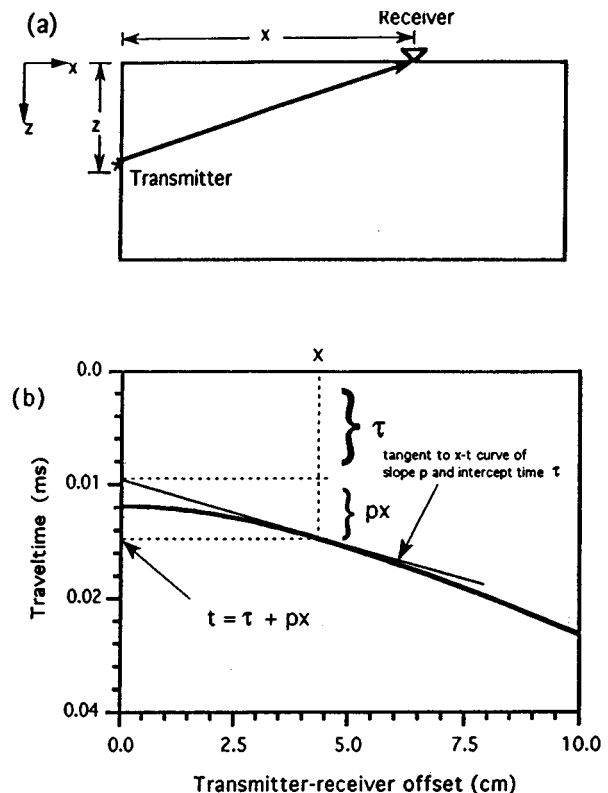 (a)
Receiver
x
x
z
z
Transmitter
(b)
x
0.0
τ
tangent to x-t curve of
slope p and intercept time τ
0.01
px
Traveltime (ms)
0.02
t = τ + px
0.04
0.0 2.5 5.0 7.5 10.0
Transmitter-receiver offset (cm)